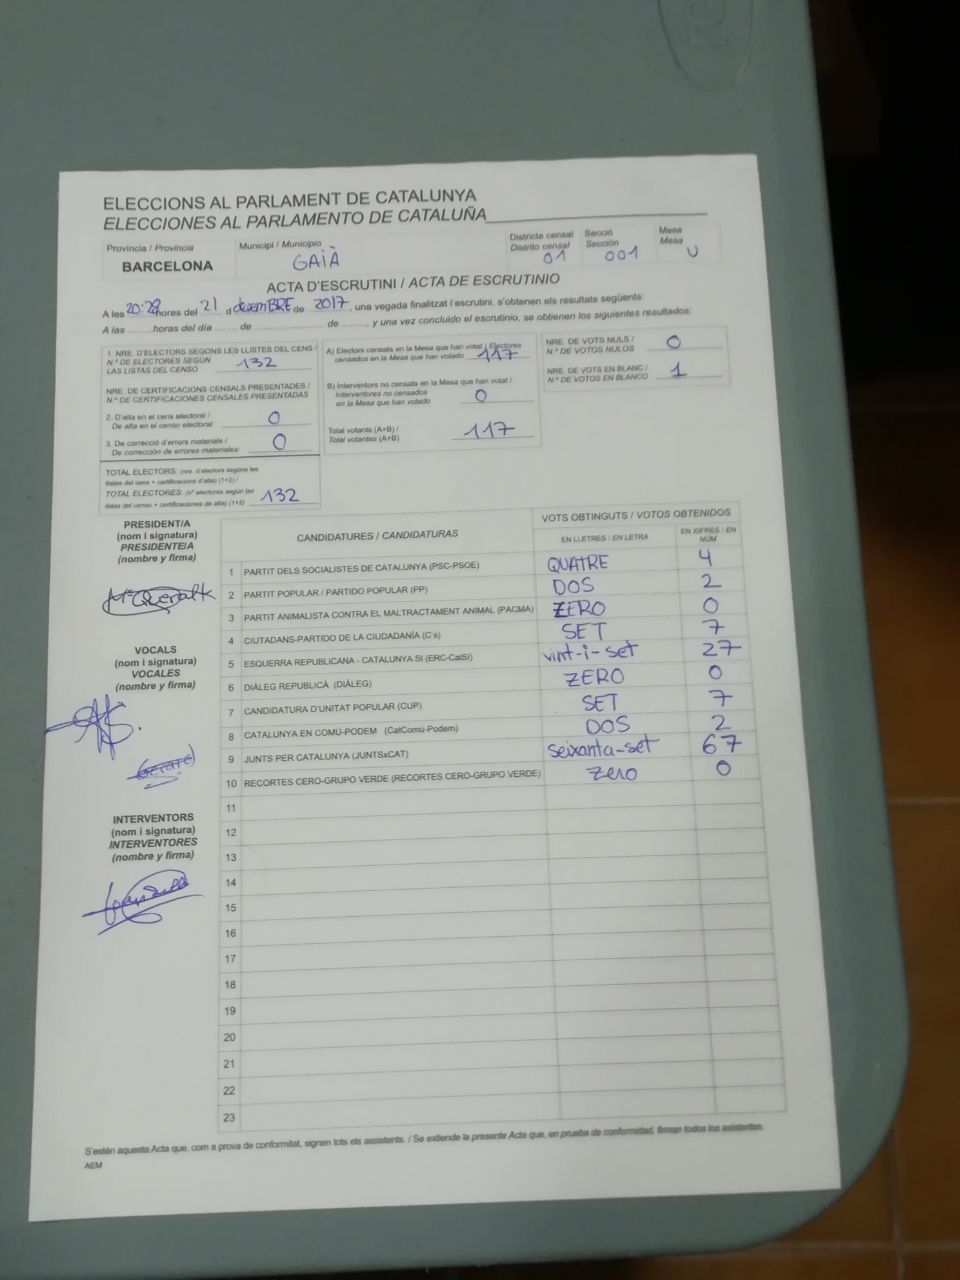 ELECCIONS AL PARLAMENT DE CATALUNYA
ELECCIONES AL PARLAMENTO DE CATALUÑA
Província / Provincia
BARCELONA
Municipi / Municipio
GAIÀ
Districte censal
Distrito censal
01
Secció
Sección
001
Mesa
Mesa
U
ACTA D'ESCRUTINI / ACTA DE ESCRUTINIO
A les 20:28 hores del 21 d desembre de 2017, una vegada finalitzat l'escrutini, s'obtenen els resultats següents:
A las ........ horas del día ........ de ........ de ........, y una vez concluido el escrutinio, se obtienen los siguientes resultados:
1. NRE. D'ELECTORS SEGONS LES LLISTES DEL CENS /
N.º DE ELECTORES SEGÚN
LAS LISTAS DEL CENSO 132
NRE. DE CERTIFICACIONS CENSALS PRESENTADES /
N.º DE CERTIFICACIONES CENSALES PRESENTADAS
2. D'alta en el cens electoral /
De alta en el censo electoral: 0
3. De correcció d'errors materials /
De corrección de errores materiales: 0
TOTAL ELECTORS: (nre. d'electors segons les
llistes del cens + certificacions d'alta) (1+2) /
TOTAL ELECTORES: (nº electores según las
listas del censo + certificaciones de alta) (1+2) 132
A) Electors censats en la Mesa que han votat / Electores
censados en la Mesa que han votado 117
B) Interventors no censats en la Mesa que han votat /
Interventores no censados
en la Mesa que han votado 0
Total votants (A+B) /
Total votantes (A+B) 117
NRE. DE VOTS NULS /
N.º DE VOTOS NULOS 0
NRE. DE VOTS EN BLANC /
N.º DE VOTOS EN BLANCO 1
PRESIDENT/A
(nom i signatura)
PRESIDENTE/A
(nombre y firma)
VOCALS
(nom i signatura)
VOCALES
(nombre y firma)
INTERVENTORS
(nom i signatura)
INTERVENTORES
(nombre y firma)
CANDIDATURES / CANDIDATURAS
VOTS OBTINGUTS / VOTOS OBTENIDOS
EN LLETRES / EN LETRA
EN XIFRES / EN NÚM.
1 PARTIT DELS SOCIALISTES DE CATALUNYA (PSC-PSOE) QUATRE 4
2 PARTIT POPULAR / PARTIDO POPULAR (PP) DOS 2
3 PARTIT ANIMALISTA CONTRA EL MALTRACTAMENT ANIMAL (PACMA) ZERO 0
4 CIUTADANS-PARTIDO DE LA CIUDADANÍA (C's) SET 7
5 ESQUERRA REPUBLICANA - CATALUNYA SÍ (ERC-CatSí) vint-i-set 27
6 DIÀLEG REPUBLICÀ (DIÀLEG) ZERO 0
7 CANDIDATURA D'UNITAT POPULAR (CUP) SET 7
8 CATALUNYA EN COMÚ-PODEM (CatComú-Podem) DOS 2
9 JUNTS PER CATALUNYA (JUNTSxCAT) seixanta-set 67
10 RECORTES CERO-GRUPO VERDE (RECORTES CERO-GRUPO VERDE) zero 0
11
12
13
14
15
16
17
18
19
20
21
22
23
S'estén aquesta Acta que, com a prova de conformitat, signen tots els assistents. / Se extiende la presente Acta que, en prueba de conformidad, firman todos los asistentes.
AEM